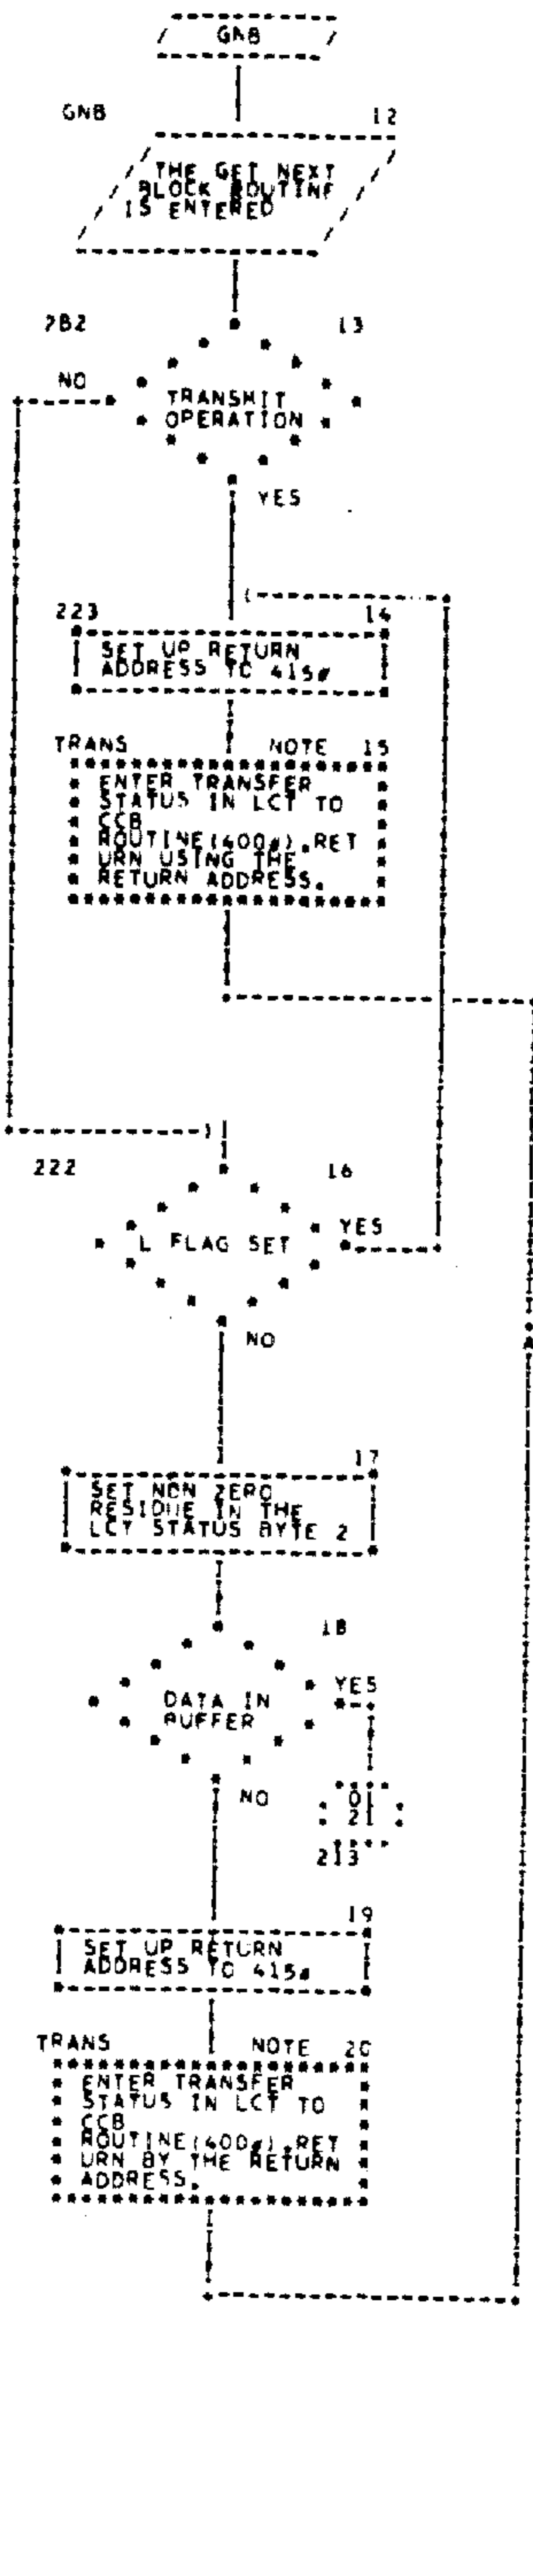 GNB
GNB 12
THE GET NEXT
BLOCK ROUTINE
IS ENTERED
2B2 13
NO
TRANSMIT
OPERATION
YES
223 14
SET UP RETURN
ADDRESS TO 415#
TRANS NOTE 15
ENTER TRANSFER
STATUS IN LCT TO
CCB
ROUTINE(400#).RET
URN USING THE
RETURN ADDRESS.
222 16
L FLAG SET YES
NO
17
SET NON ZERO
RESIDUE IN THE
LCT STATUS BYTE 2
18
YES
DATA IN
BUFFER
NO
01
21
213
19
SET UP RETURN
ADDRESS TO 415#
TRANS NOTE 20
ENTER TRANSFER
STATUS IN LCT TO
CCB
ROUTINE(400#).RET
URN BY THE RETURN
ADDRESS.